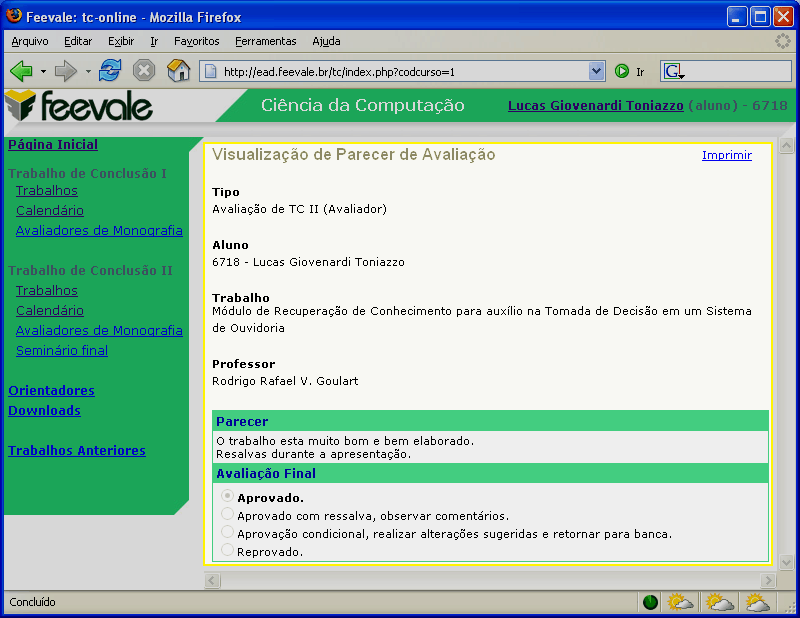 Feevale: tc-online - Mozilla Firefox
Arquivo Editar Exibir Ir Favoritos Ferramentas Ajuda
http://ead.feevale.br/tc/index.php?codcurso=1 Ir G
feevale Ciência da Computação Lucas Giovenardi Toniazzo (aluno) - 6718
Página Inicial
Trabalho de Conclusão I
Trabalhos
Calendário
Avaliadores de Monografia
Trabalho de Conclusão II
Trabalhos
Calendário
Avaliadores de Monografia
Seminário final
Orientadores
Downloads
Trabalhos Anteriores
Visualização de Parecer de Avaliação Imprimir
Tipo
Avaliação de TC II (Avaliador)
Aluno
6718 - Lucas Giovenardi Toniazzo
Trabalho
Módulo de Recuperação de Conhecimento para auxílio na Tomada de Decisão em um Sistema
de Ouvidoria
Professor
Rodrigo Rafael V. Goulart
Parecer
O trabalho esta muito bom e bem elaborado.
Resalvas durante a apresentação.
Avaliação Final
Aprovado.
Aprovado com ressalva, observar comentários.
Aprovação condicional, realizar alterações sugeridas e retornar para banca.
Reprovado.
Concluído